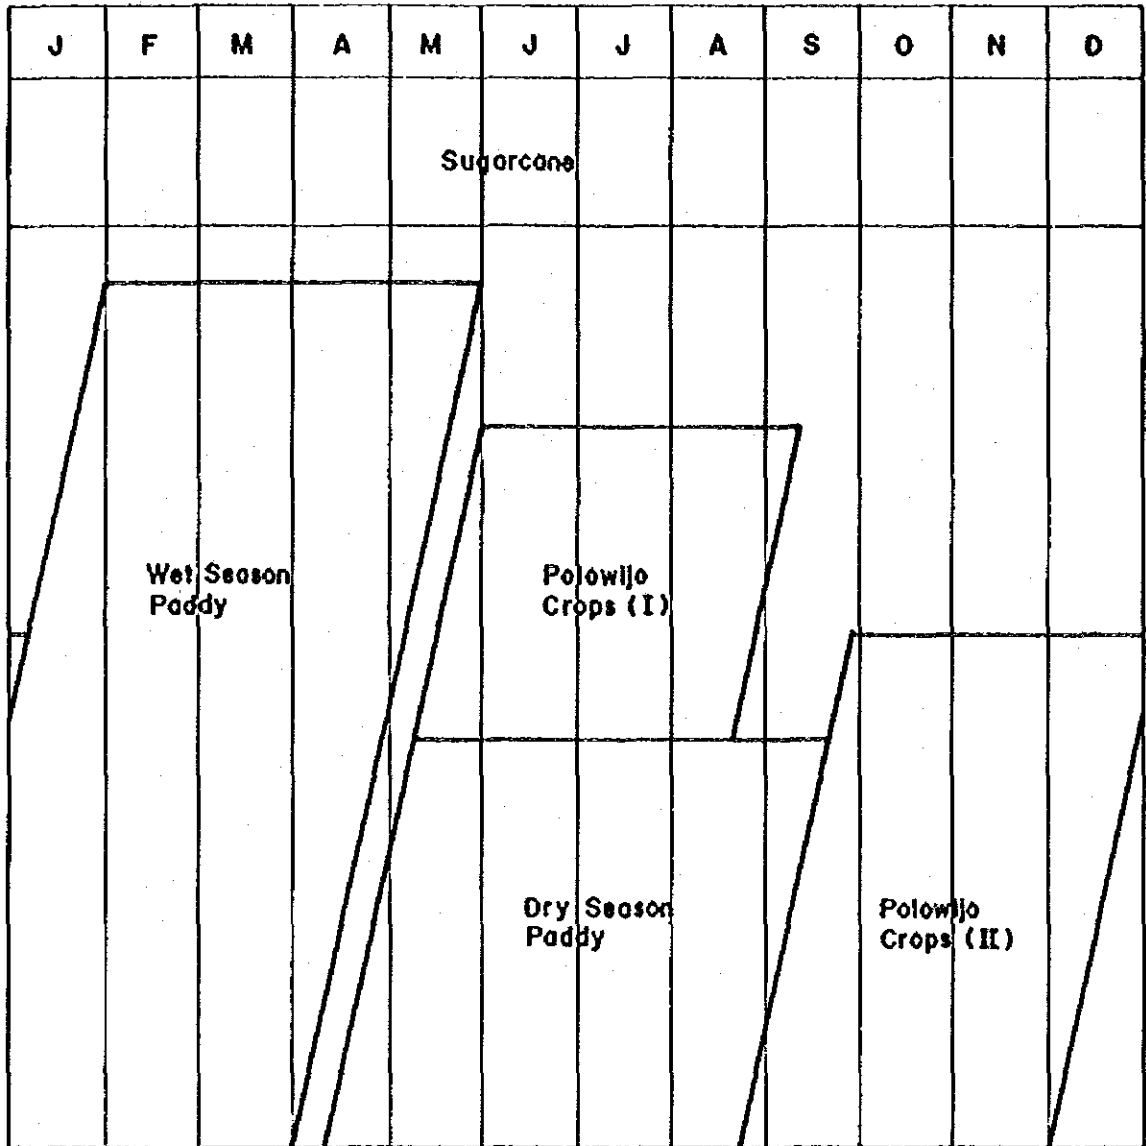 J F M A M J J A S O N D
Sugarcane
Wet Season
Paddy
Polowijo
Crops (I)
Dry Season
Paddy
Polowijo
Crops (II)